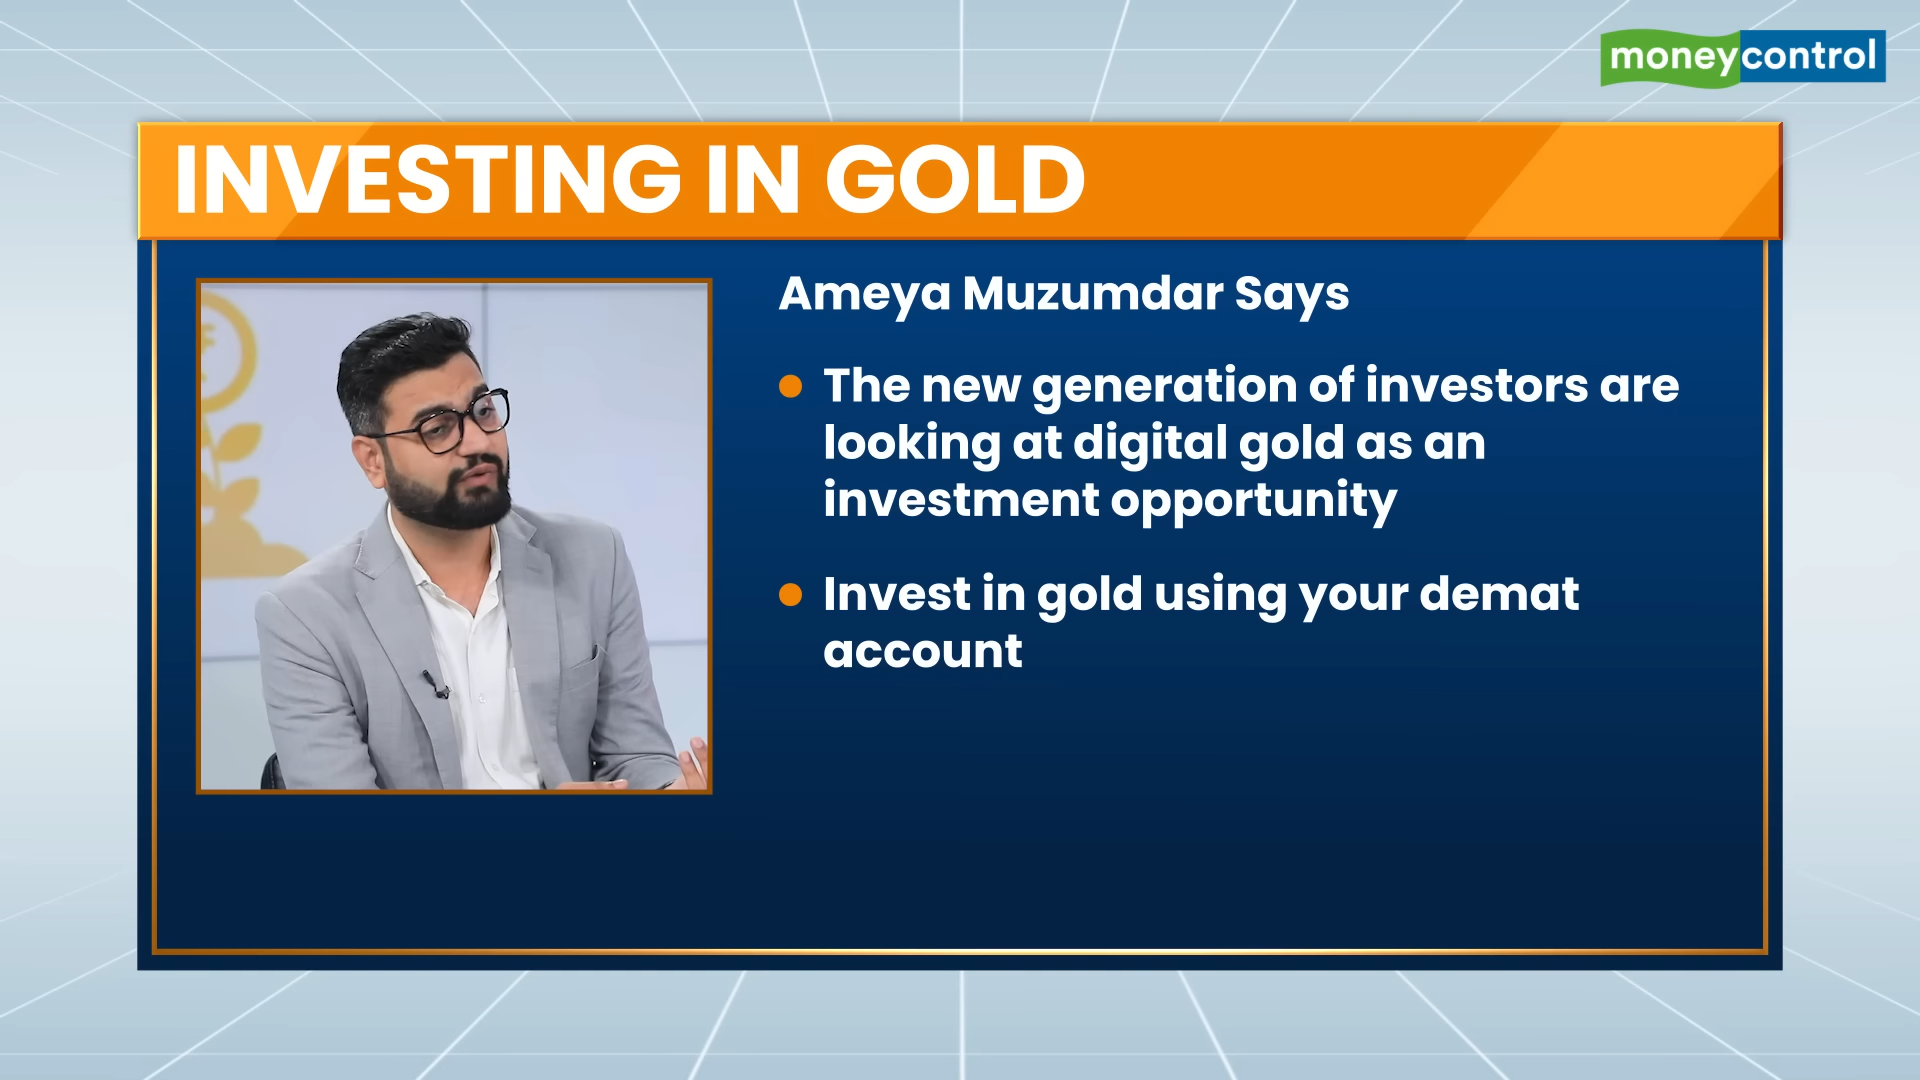 moneycontrol
INVESTING IN GOLD
Ameya Muzumdar Says
The new generation of investors are
looking at digital gold as an
investment opportunity
Invest in gold using your demat
account